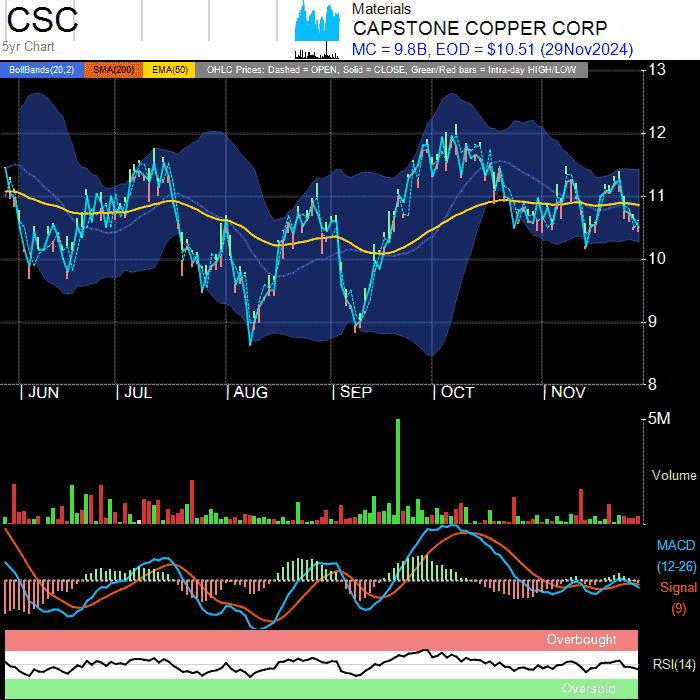 CSC
5yr Chart
Materials
CAPSTONE COPPER CORP
MC = 9.8B, EOD = $10.51 (29Nov2024)
BollBands(20,2) SMA(200) EMA(50) OHLC Prices: Dashed = OPEN, Solid = CLOSE, Green/Red bars = Intra-day HIGH/LOW
13
12
11
10
9
8
| JUN | JUL | AUG | SEP | OCT | NOV
5M
Volume
MACD
(12-26)
Signal
(9)
Overbought
RSI(14)
Oversold